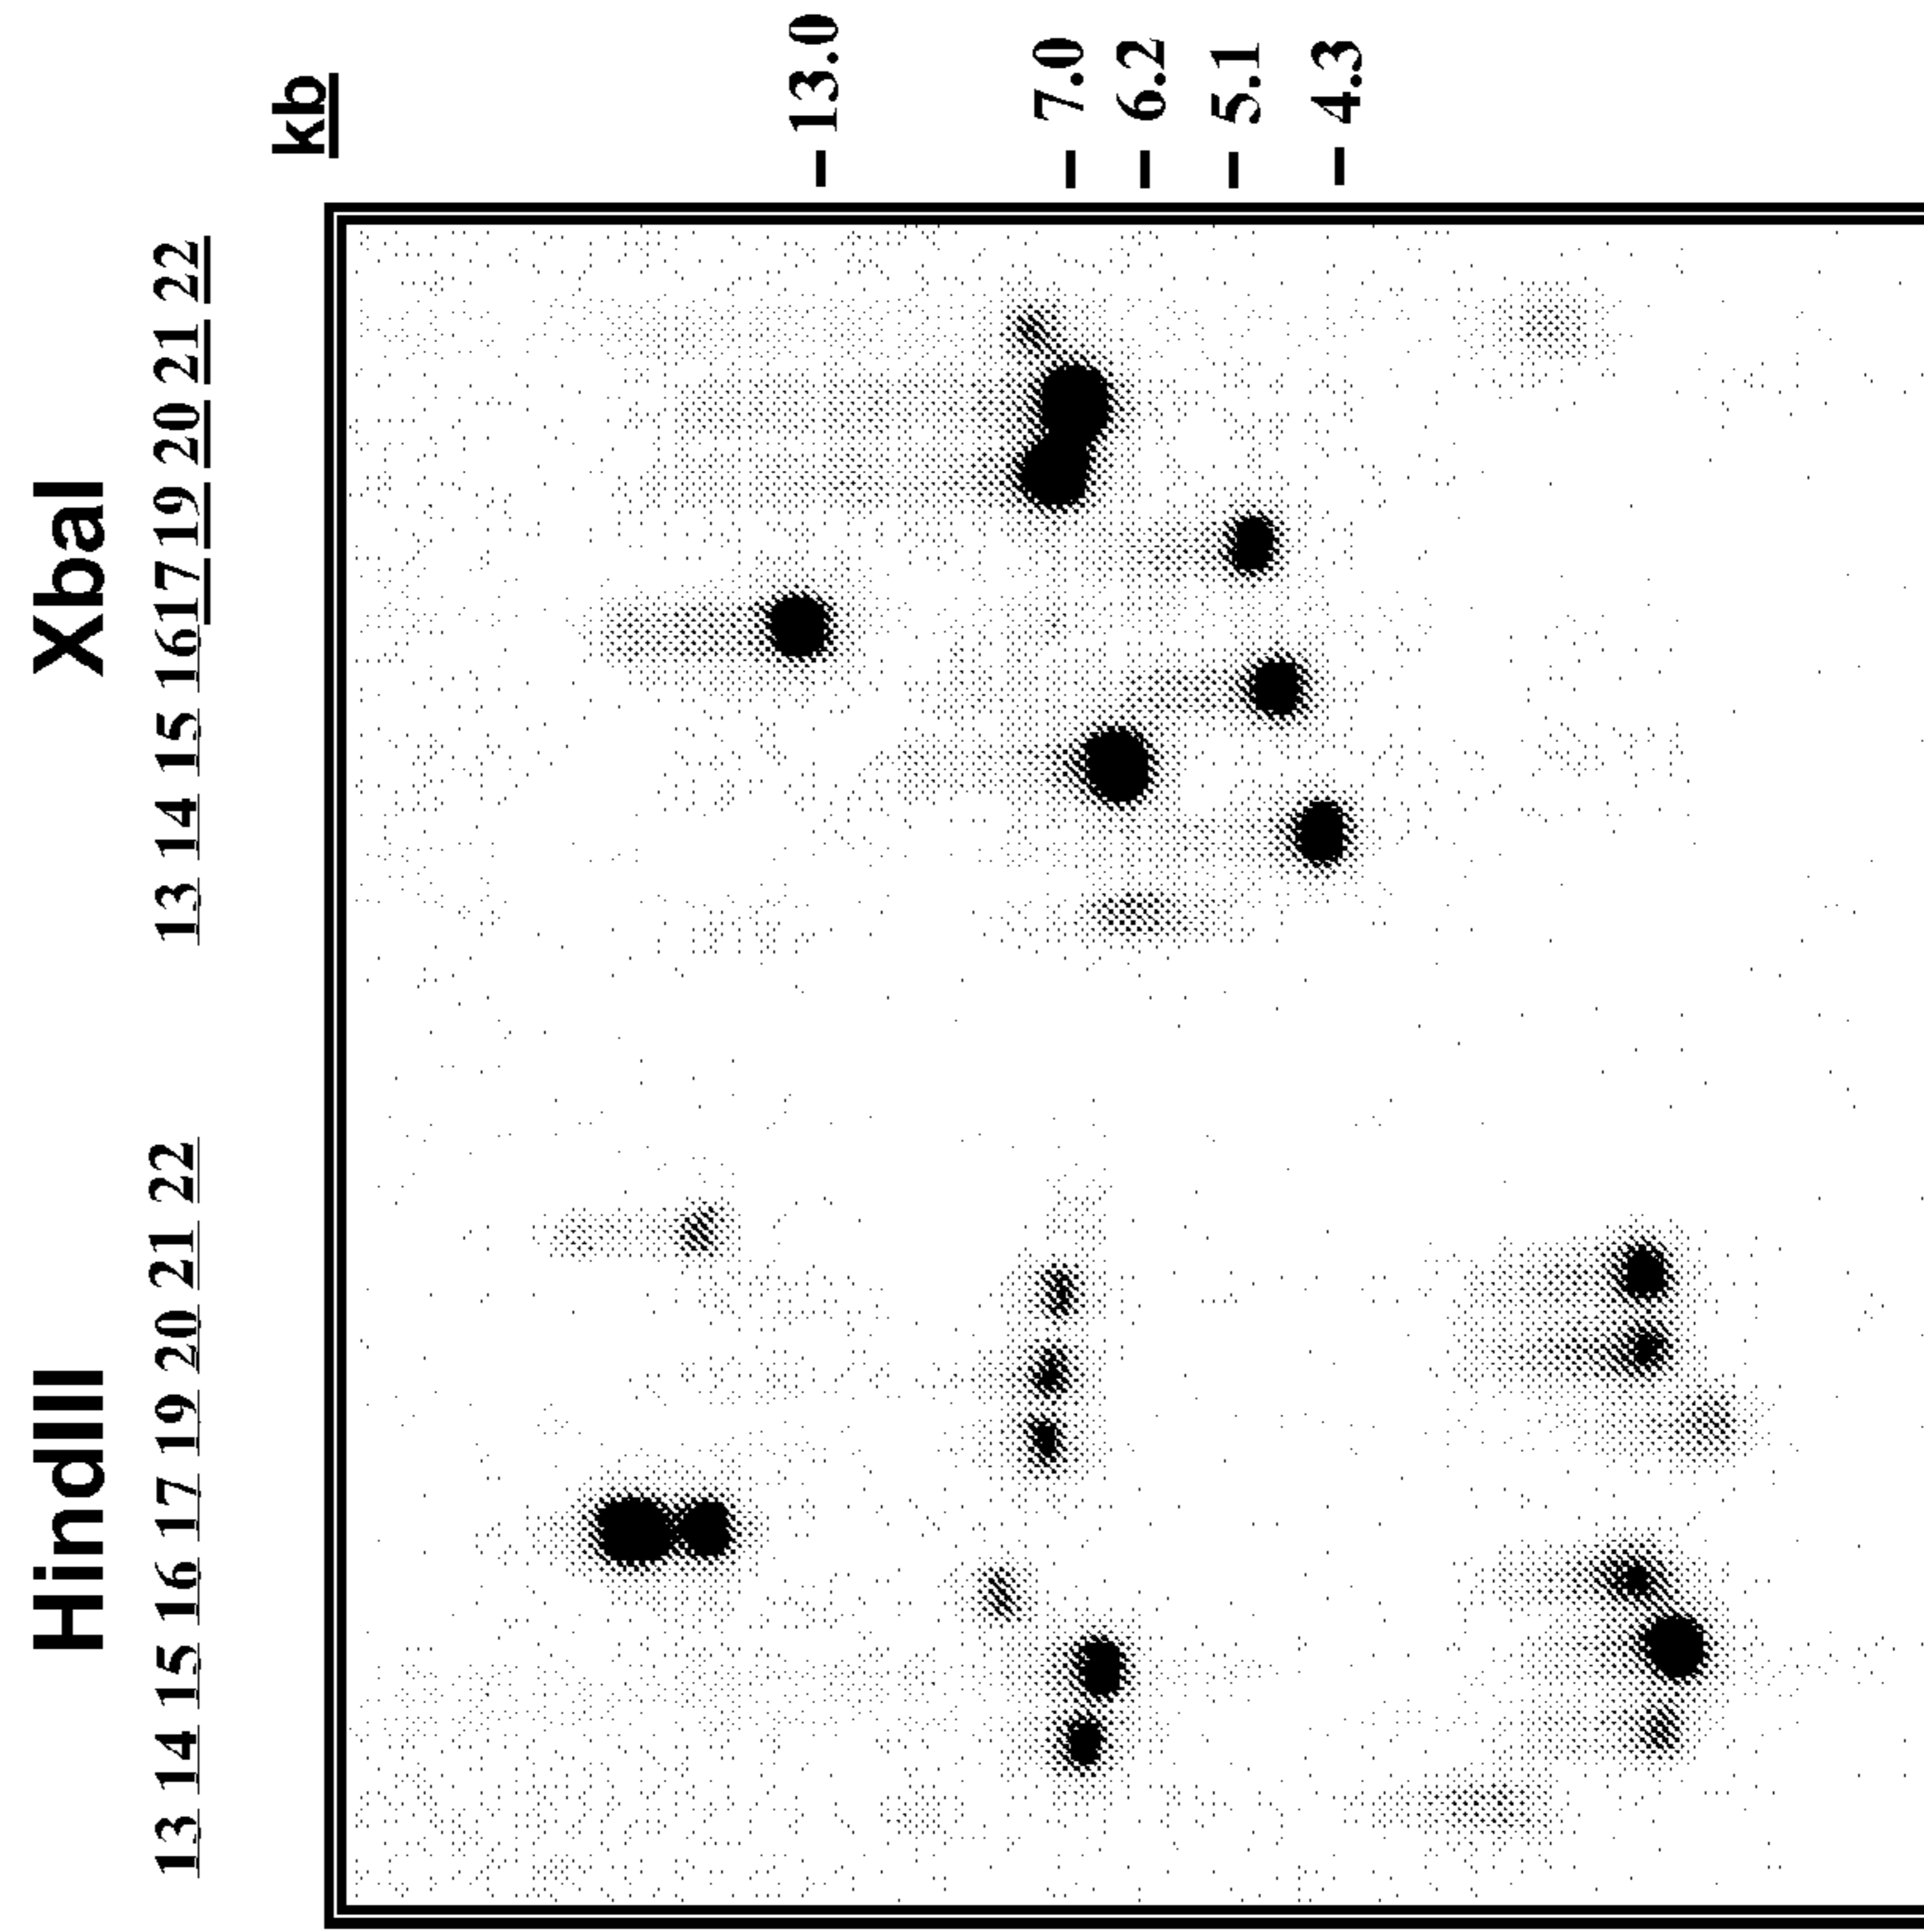 HindIII XbaI
13 14 15 16 17 19 20 21 22 13 14 15 16 17 19 20 21 22
kb
– 13.0
– 7.0
– 6.2
– 5.1
– 4.3